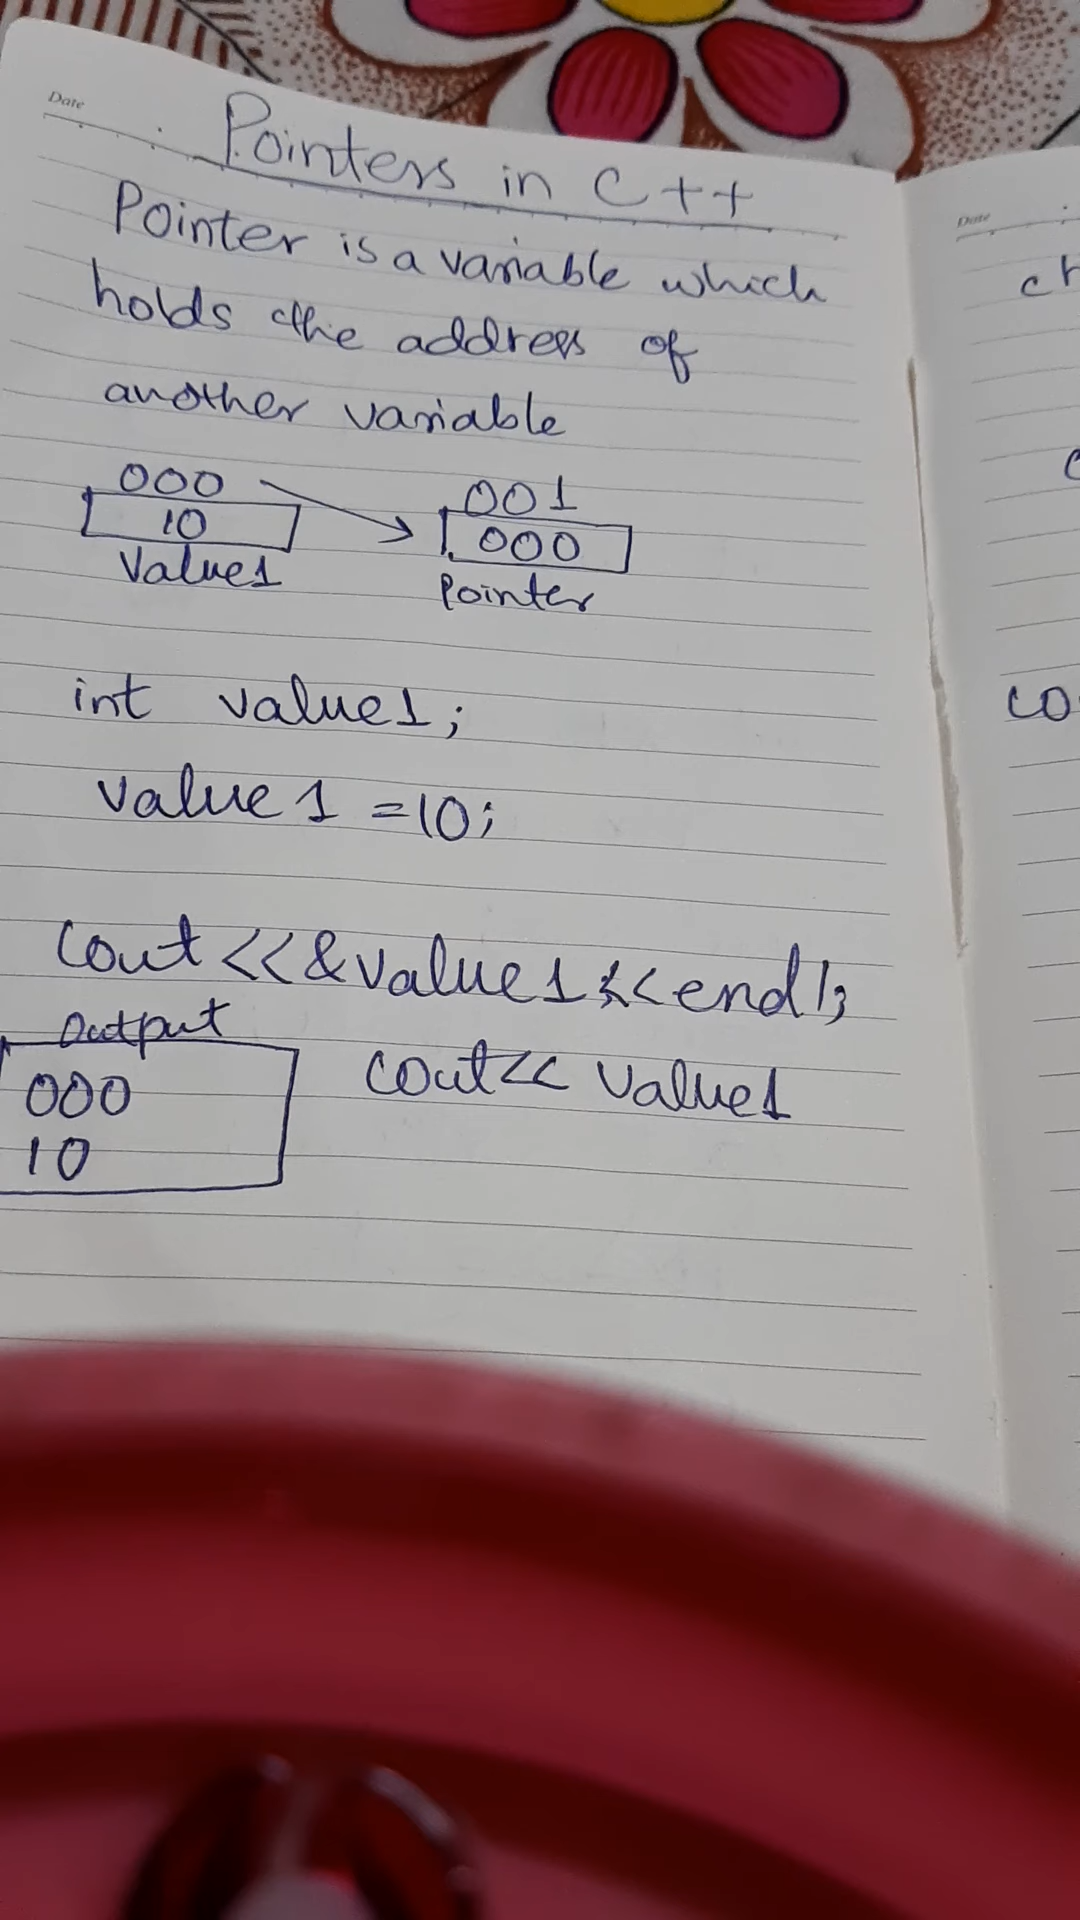 Date
Pointers in C++
Pointer is a variable which
holds the address of
another variable
000
10
Value1
001
000
Pointer
int value1;
value1 =10;
cout<<&value1<<endl;
Output
000
10
cout<< value1
Date